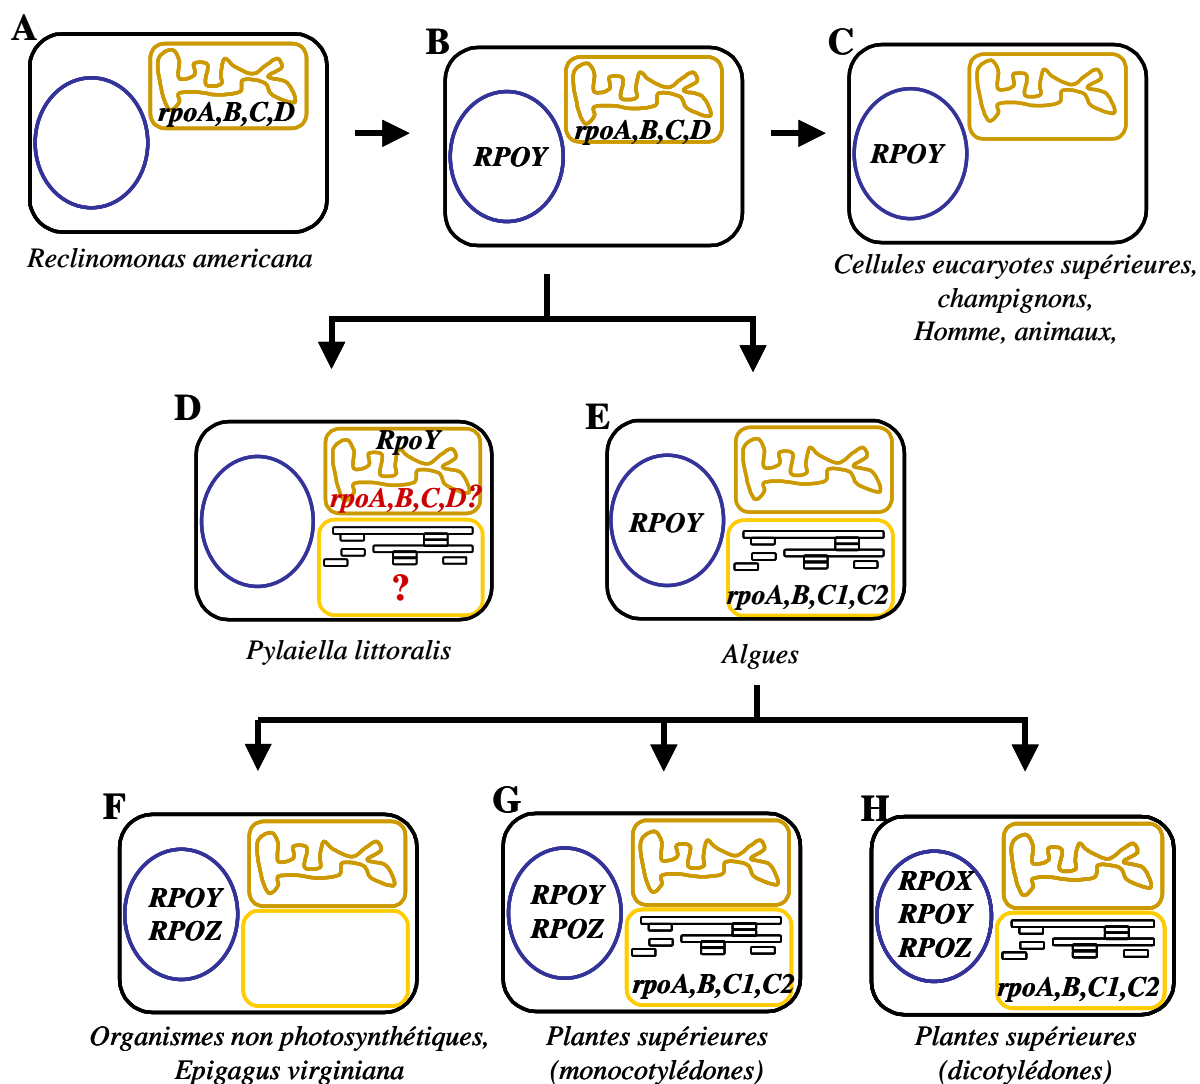 A
rpoA,B,C,D
Reclinomonas americana
B
RPOY
rpoA,B,C,D
C
RPOY
Cellules eucaryotes supérieures,
champignons,
Homme, animaux,
D
RpoY
rpoA,B,C,D?
?
Pylaiella littoralis
E
RPOY
rpoA,B,C1,C2
Algues
F
RPOY
RPOZ
Organismes non photosynthétiques,
Epigagus virginiana
G
RPOY
RPOZ
rpoA,B,C1,C2
Plantes supérieures
(monocotylédones)
H
RPOX
RPOY
RPOZ
rpoA,B,C1,C2
Plantes supérieures
(dicotylédones)